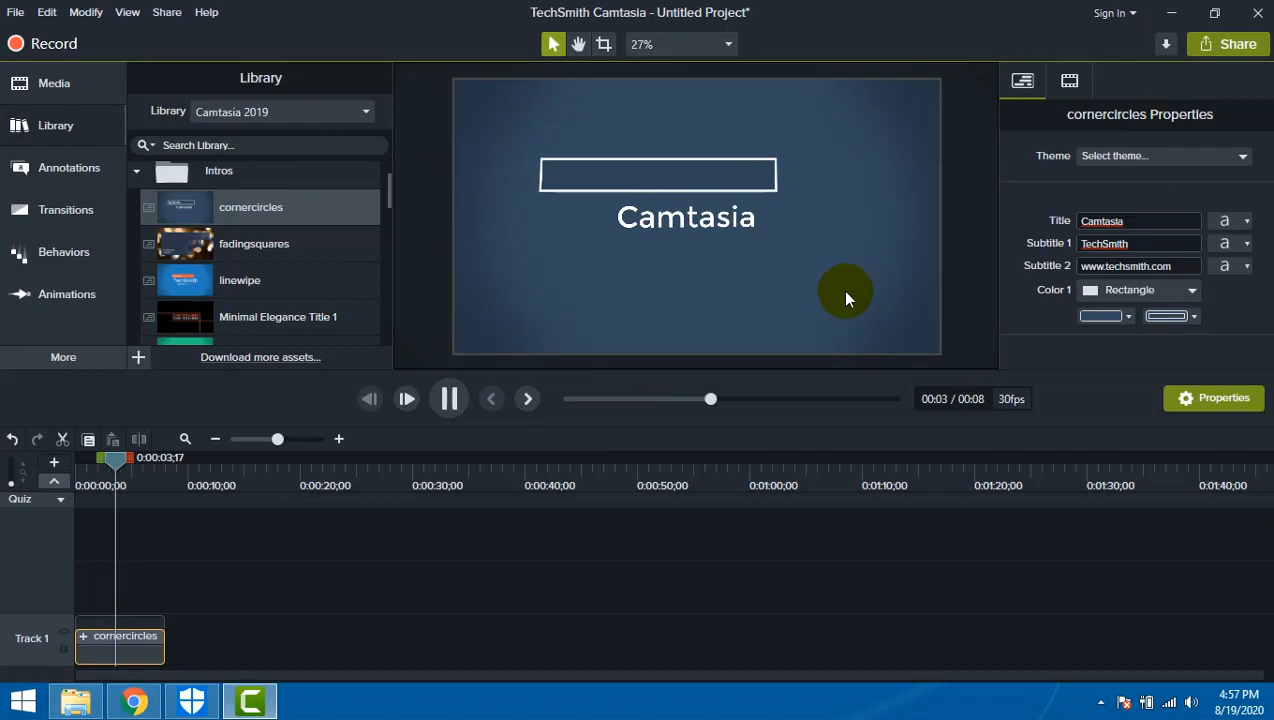 File Edit Modify View Share Help
TechSmith Camtasia - Untitled Project*
Sign In
Record
27%
Share
Media
Library
Annotations
Transitions
Behaviors
Animations
More
Library
Library Camtasia 2019
Search Library...
Intros
cornercircles
fadingsquares
linewipe
Minimal Elegance Title 1
Download more assets...
Camtasia
cornercircles Properties
Theme Select theme...
Title Camtasia a
Subtitle 1 TechSmith a
Subtitle 2 www.techsmith.com a
Color 1 Rectangle
00:03 / 00:08 30fps
Properties
0:00:03;17
0:00:00;00 0:00:10;00 0:00:20;00 0:00:30;00 0:00:40;00 0:00:50;00 0:01:00;00 0:01:10;00 0:01:20;00 0:01:30;00 0:01:40;00
Quiz
Track 1
+ cornercircles
4:57 PM
8/19/2020